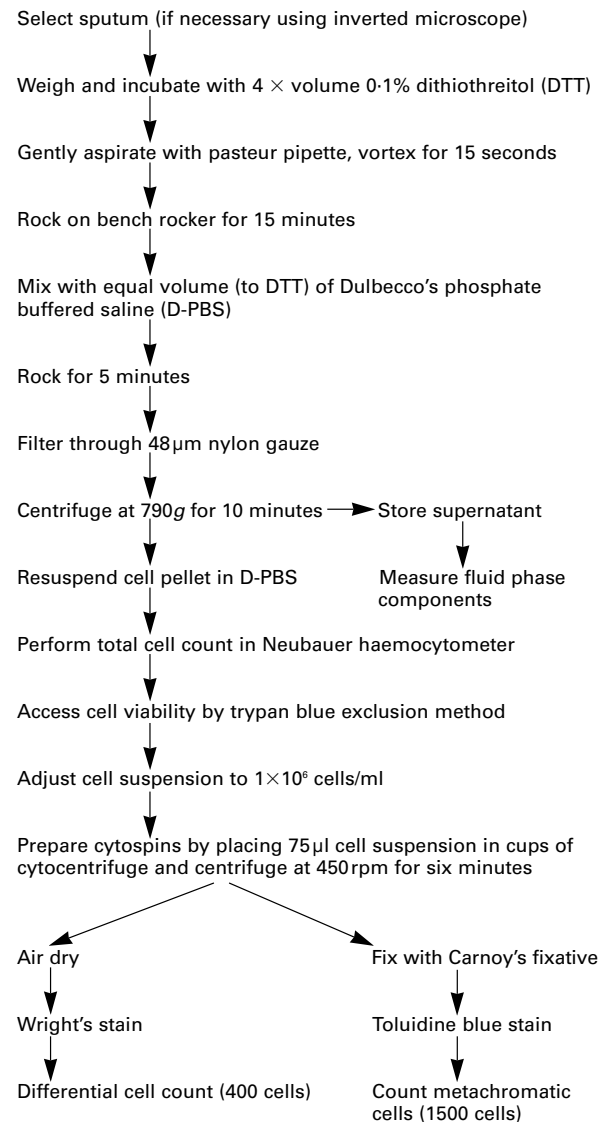 Select sputum (if necessary using inverted microscope)
Weigh and incubate with 4 × volume 0·1% dithiothreitol (DTT)
Gently aspirate with pasteur pipette, vortex for 15 seconds
Rock on bench rocker for 15 minutes
Mix with equal volume (to DTT) of Dulbecco's phosphate
buffered saline (D-PBS)
Rock for 5 minutes
Filter through 48 µm nylon gauze
Centrifuge at 790g for 10 minutes
Store supernatant
Resuspend cell pellet in D-PBS
Measure fluid phase
components
Perform total cell count in Neubauer haemocytometer
Access cell viability by trypan blue exclusion method
Adjust cell suspension to 1×10⁶ cells/ml
Prepare cytospins by placing 75 µl cell suspension in cups of
cytocentrifuge and centrifuge at 450 rpm for six minutes
Air dry
Fix with Carnoy's fixative
Wright's stain
Toluidine blue stain
Differential cell count (400 cells)
Count metachromatic
cells (1500 cells)